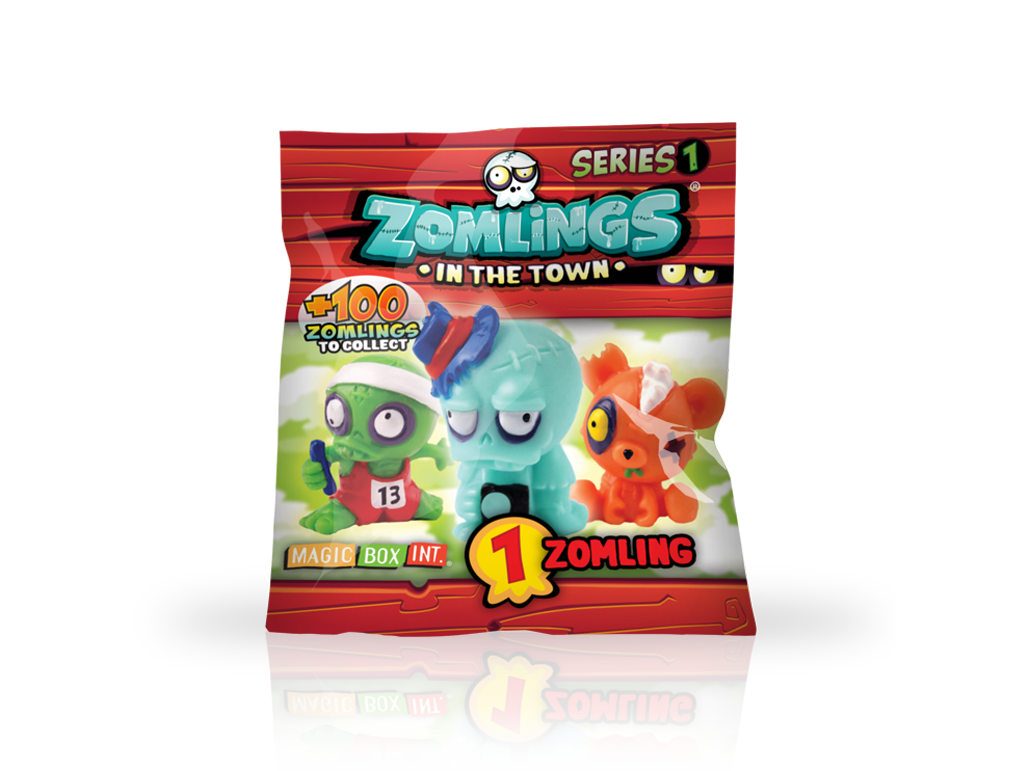 SERIES 1
ZOMLINGS®
• IN THE TOWN •
+100
ZOMLINGS
TO COLLECT
13
MAGIC BOX INT.®
1 ZOMLING